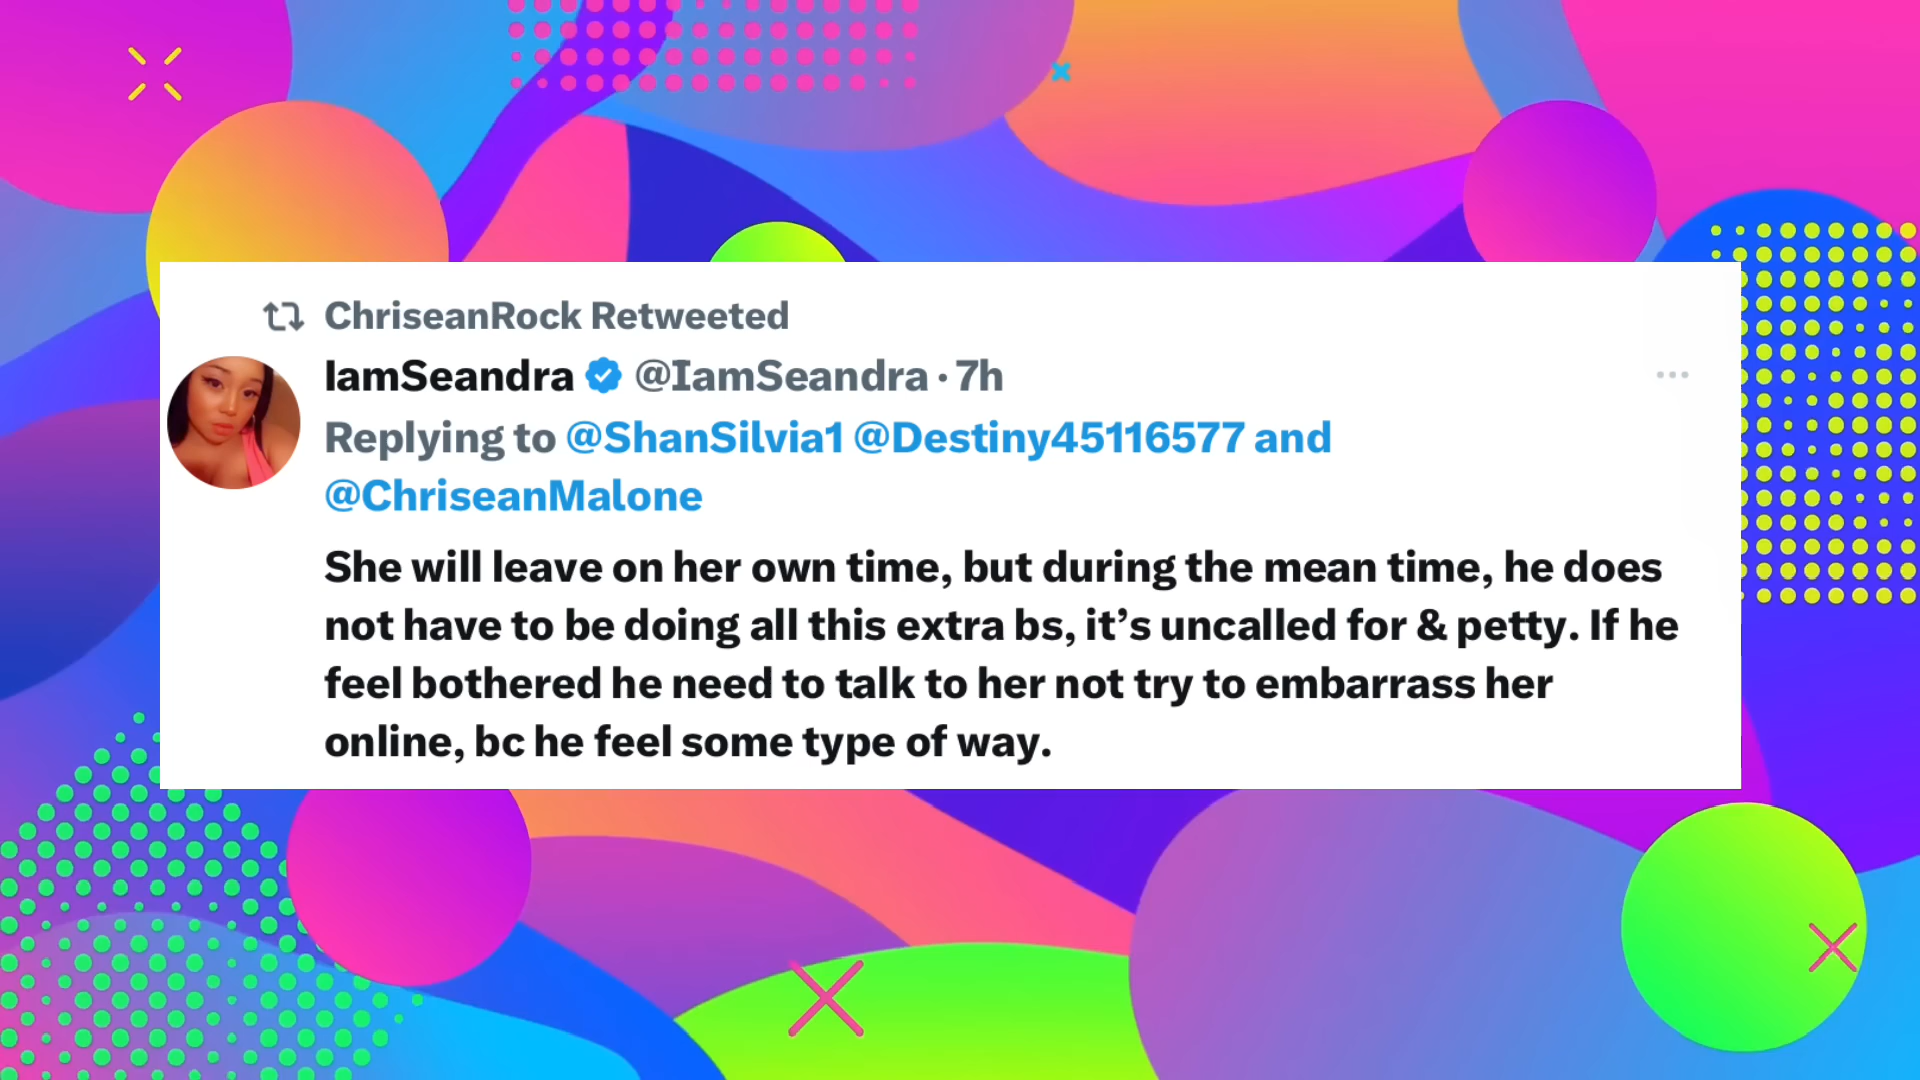 ChriseanRock Retweeted
IamSeandra @IamSeandra · 7h
Replying to @ShanSilvia1 @Destiny45116577 and
@ChriseanMalone
She will leave on her own time, but during the mean time, he does
not have to be doing all this extra bs, it’s uncalled for & petty. If he
feel bothered he need to talk to her not try to embarrass her
online, bc he feel some type of way.